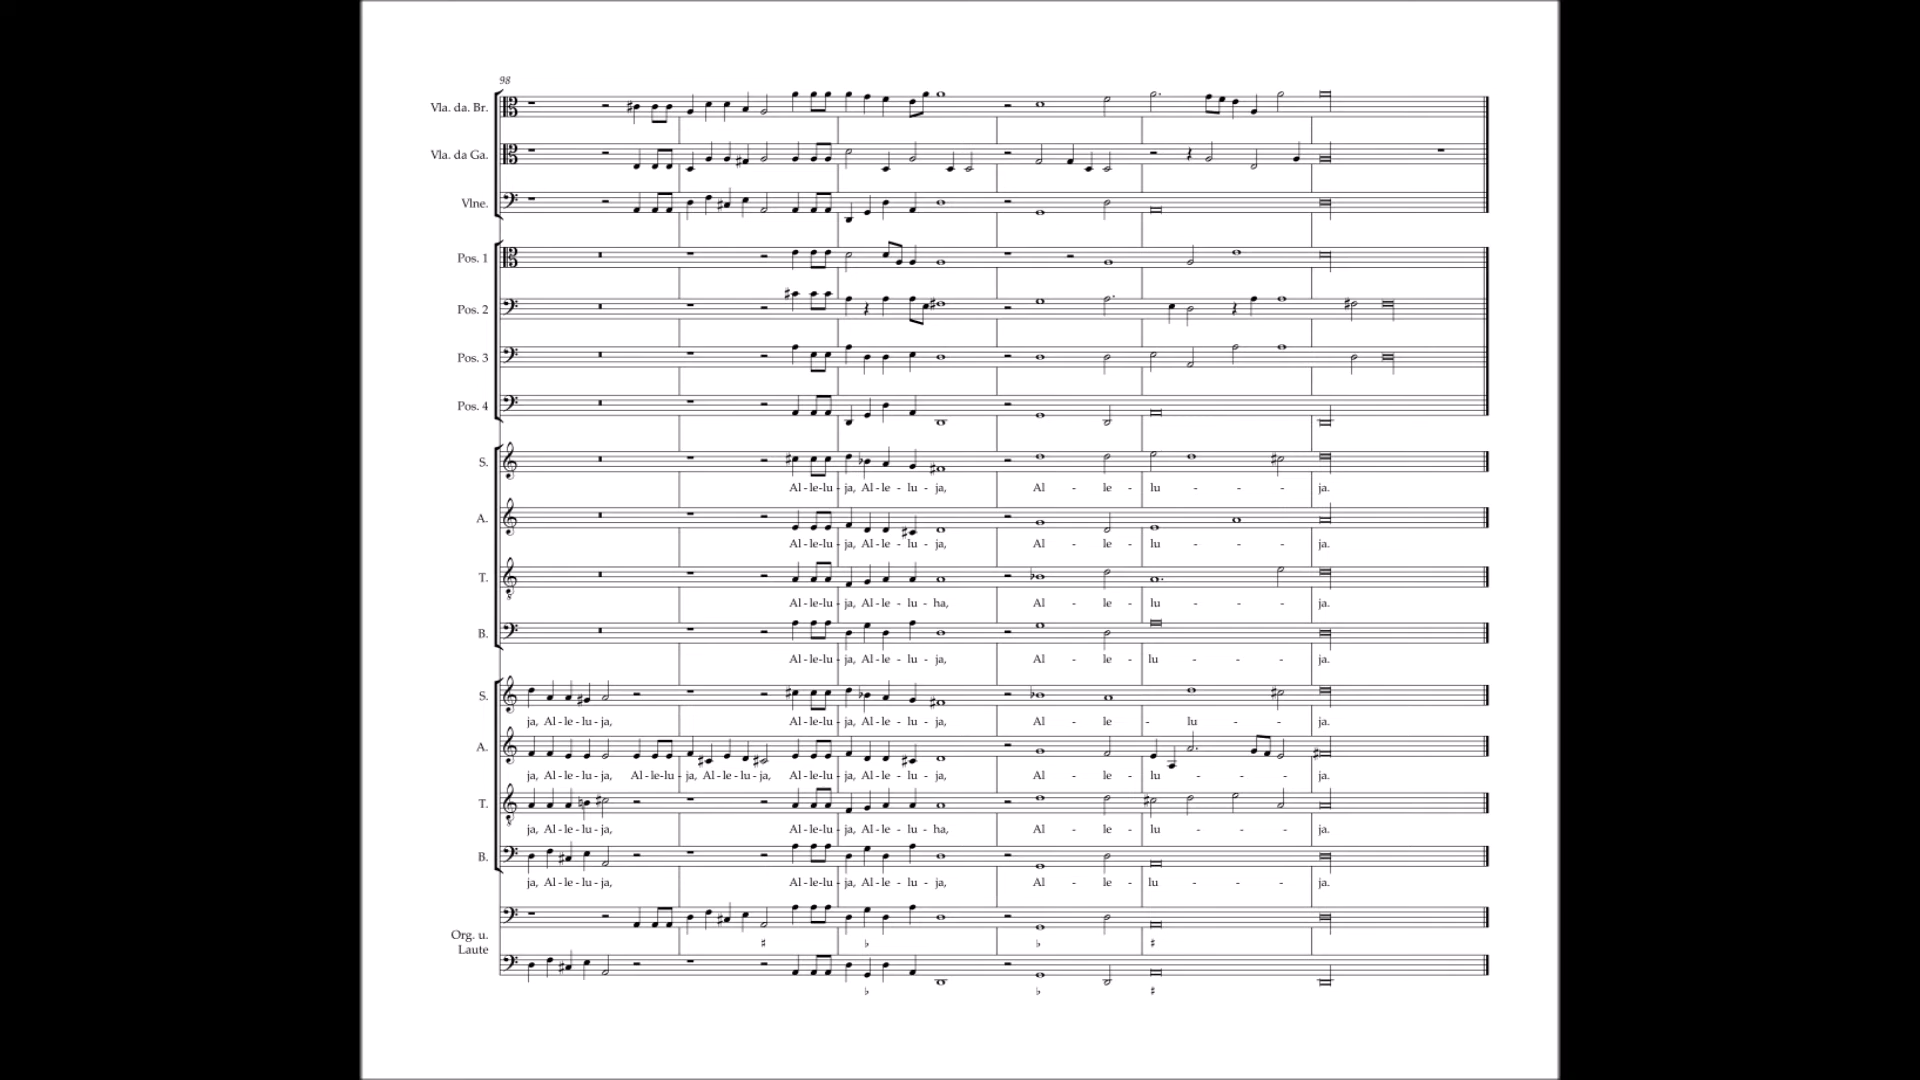 98
Vla. da. Br.
Vla. da Ga.
Vlne.
Pos. 1
Pos. 2
Pos. 3
Pos. 4
S.
Al - le-lu - ja, Al - le - lu - ja, Al - le - lu - - - ja.
A.
Al - le-lu - ja, Al - le - lu - ja, Al - le - lu - - - ja.
T.
Al - le-lu - ja, Al - le - lu - ha, Al - le - lu - - - ja.
B.
Al - le-lu - ja, Al - le - lu - ja, Al - le - lu - - - ja.
S.
ja, Al - le - lu - ja, Al - le-lu - ja, Al - le - lu - ja, Al - le - lu - - ja.
A.
ja, Al - le - lu - ja, Al - le-lu - ja, Al - le - lu - ja, Al - le-lu - ja, Al - le - lu - ja, Al - le - lu - - - ja.
T.
ja, Al - le - lu - ja, Al - le-lu - ja, Al - le - lu - ha, Al - le - lu - - - ja.
B.
ja, Al - le - lu - ja, Al - le-lu - ja, Al - le - lu - ja, Al - le - lu - - - ja.
Org. u.
Laute